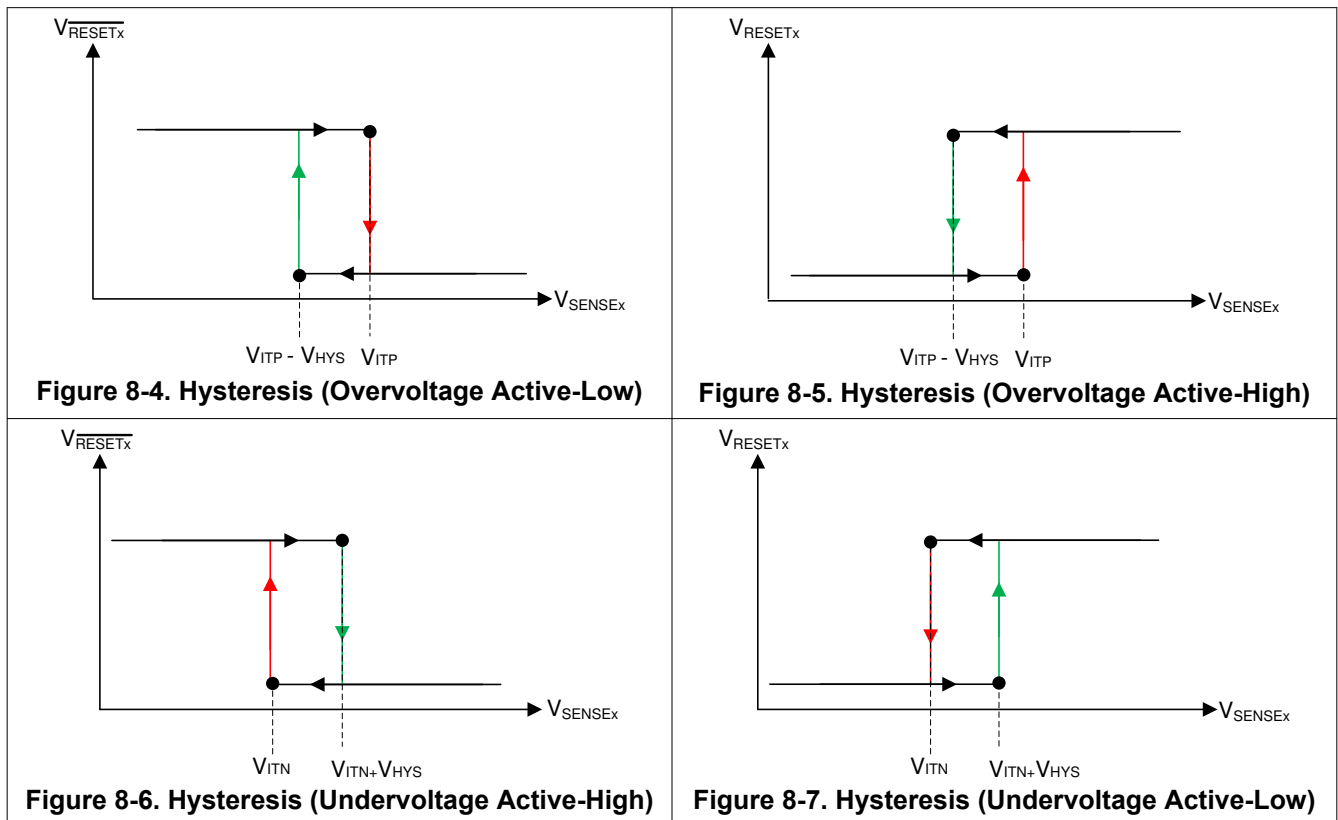 V_RESETx
V_SENSEx
VITP - VHYS VITP
Figure 8-4. Hysteresis (Overvoltage Active-Low)
VRESETx
VSENSEx
VITP - VHYS VITP
Figure 8-5. Hysteresis (Overvoltage Active-High)
VRESETx
VSENSEx
VITN VITN+VHYS
Figure 8-6. Hysteresis (Undervoltage Active-High)
VRESETx
VSENSEx
VITN VITN+VHYS
Figure 8-7. Hysteresis (Undervoltage Active-Low)